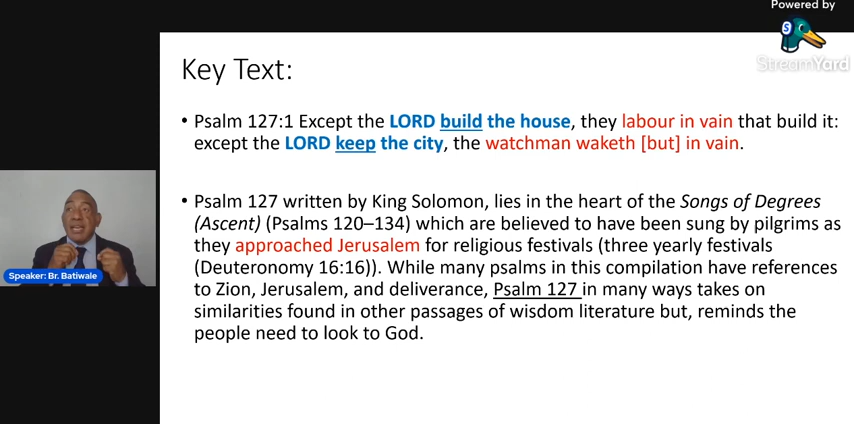 Powered by
StreamYard
Key Text:
• Psalm 127:1 Except the LORD build the house, they labour in vain that build it:
except the LORD keep the city, the watchman waketh [but] in vain.
• Psalm 127 written by King Solomon, lies in the heart of the Songs of Degrees
(Ascent) (Psalms 120–134) which are believed to have been sung by pilgrims as
they approached Jerusalem for religious festivals (three yearly festivals
(Deuteronomy 16:16)). While many psalms in this compilation have references
to Zion, Jerusalem, and deliverance, Psalm 127 in many ways takes on
similarities found in other passages of wisdom literature but, reminds the
people need to look to God.
Speaker: Br. Batiwale